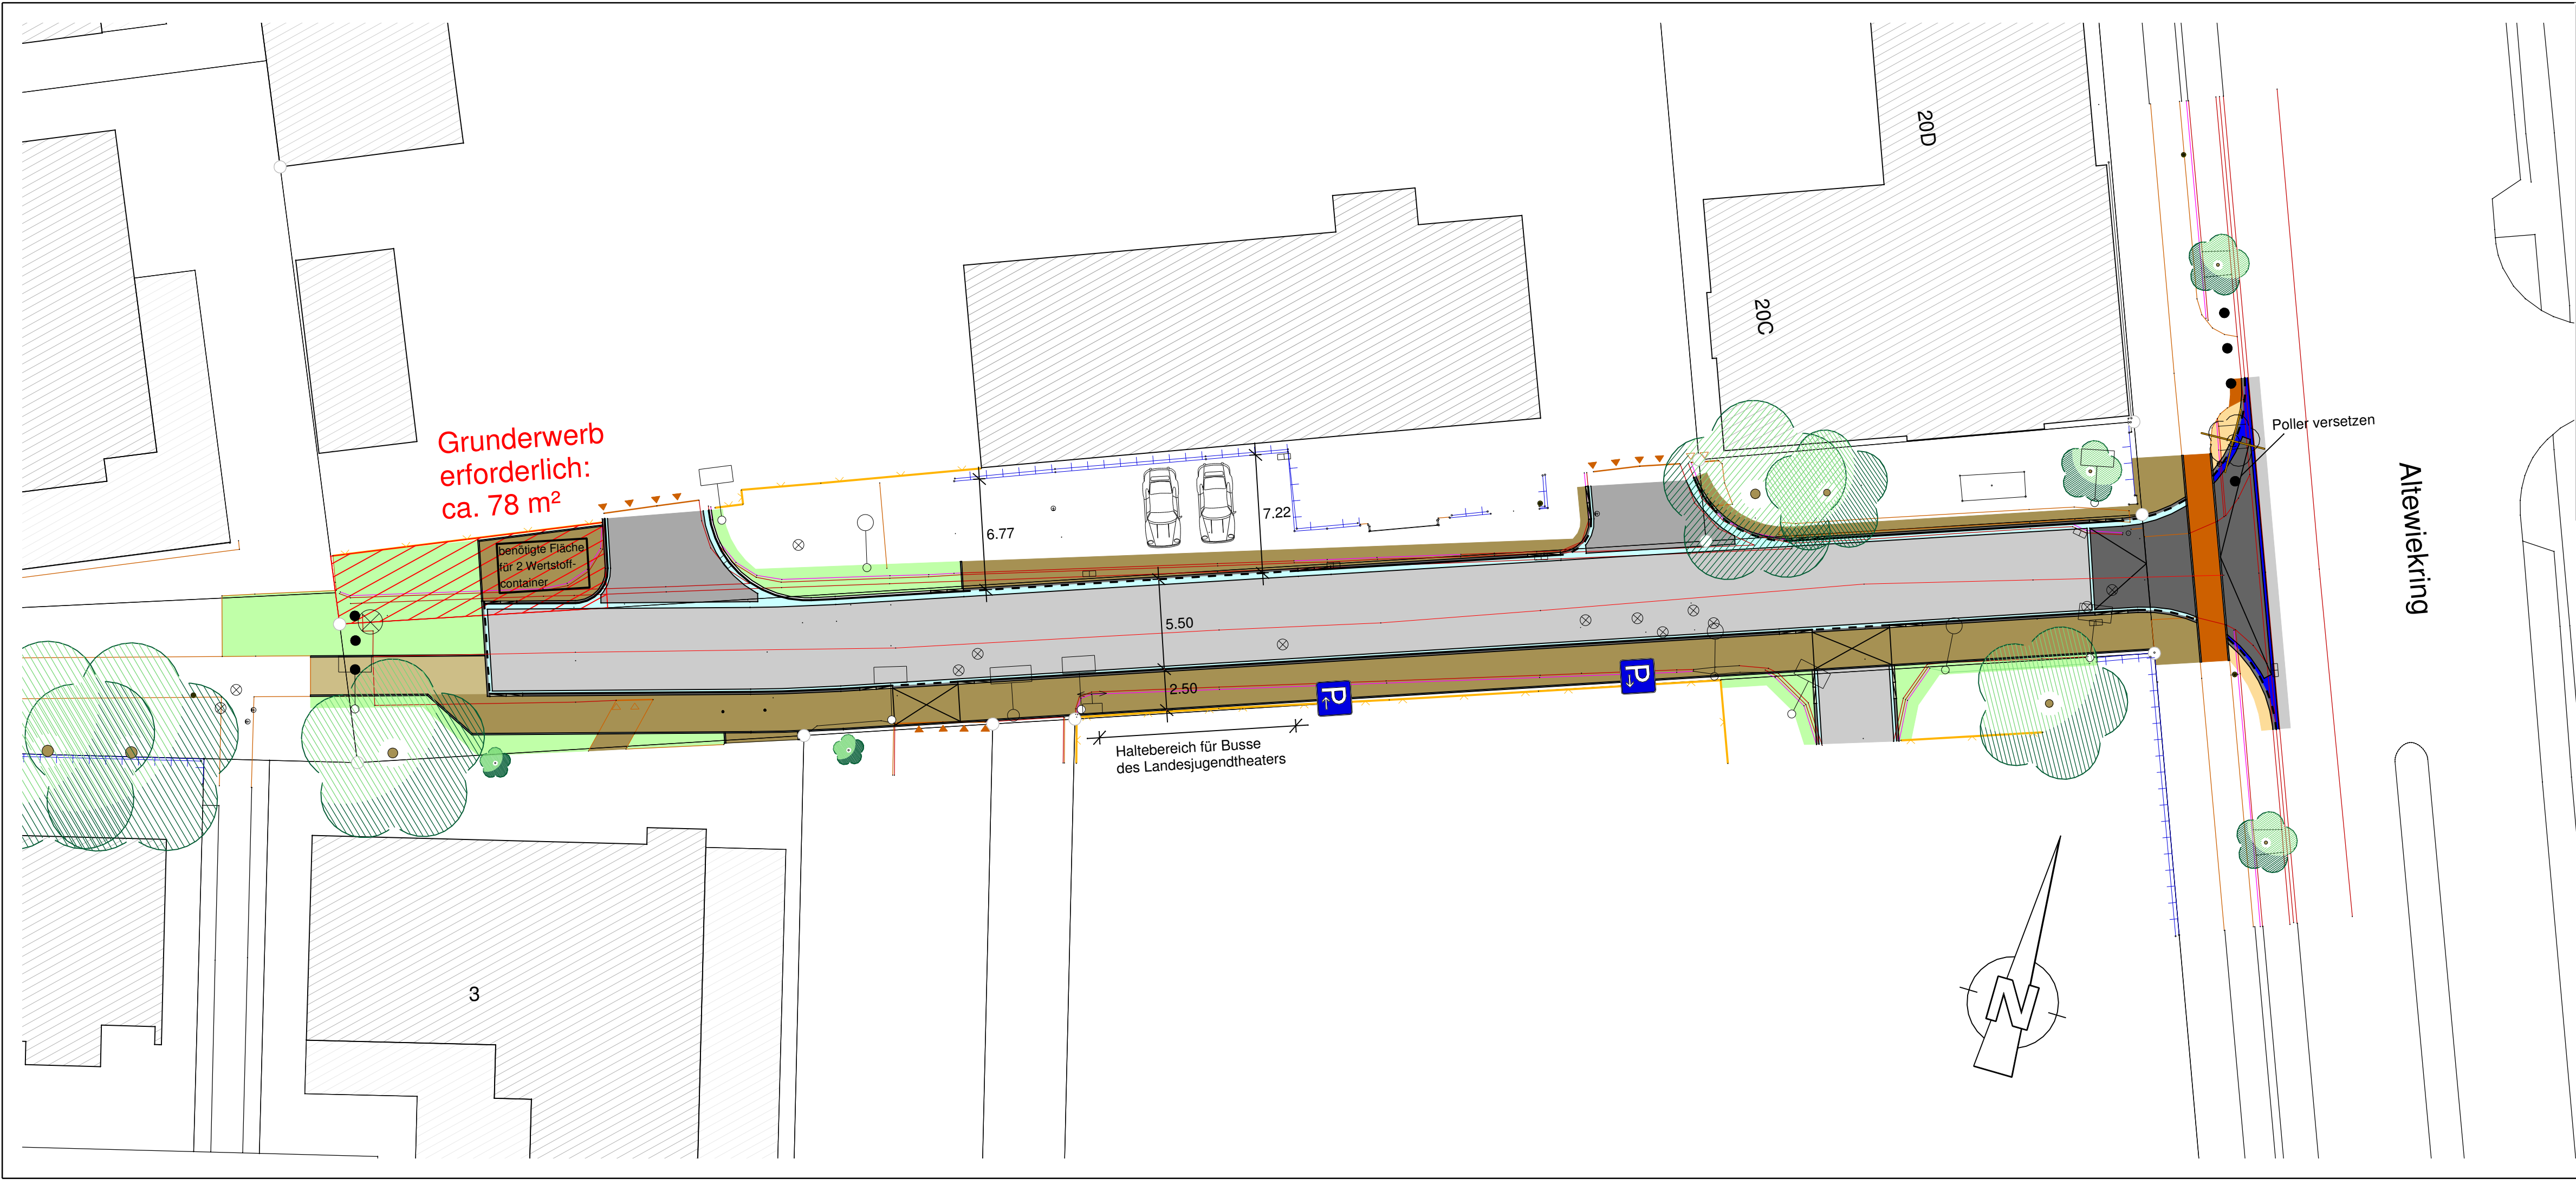 20D
20C
Grunderwerb
erforderlich:
ca. 78 m²
Poller versetzen
Altewiekring
benötigte Fläche
für 2 Wertstoff-
container
6.77
7.22
5.50
2.50
P
P
Haltebereich für Busse
des Landesjugendtheaters
3
N